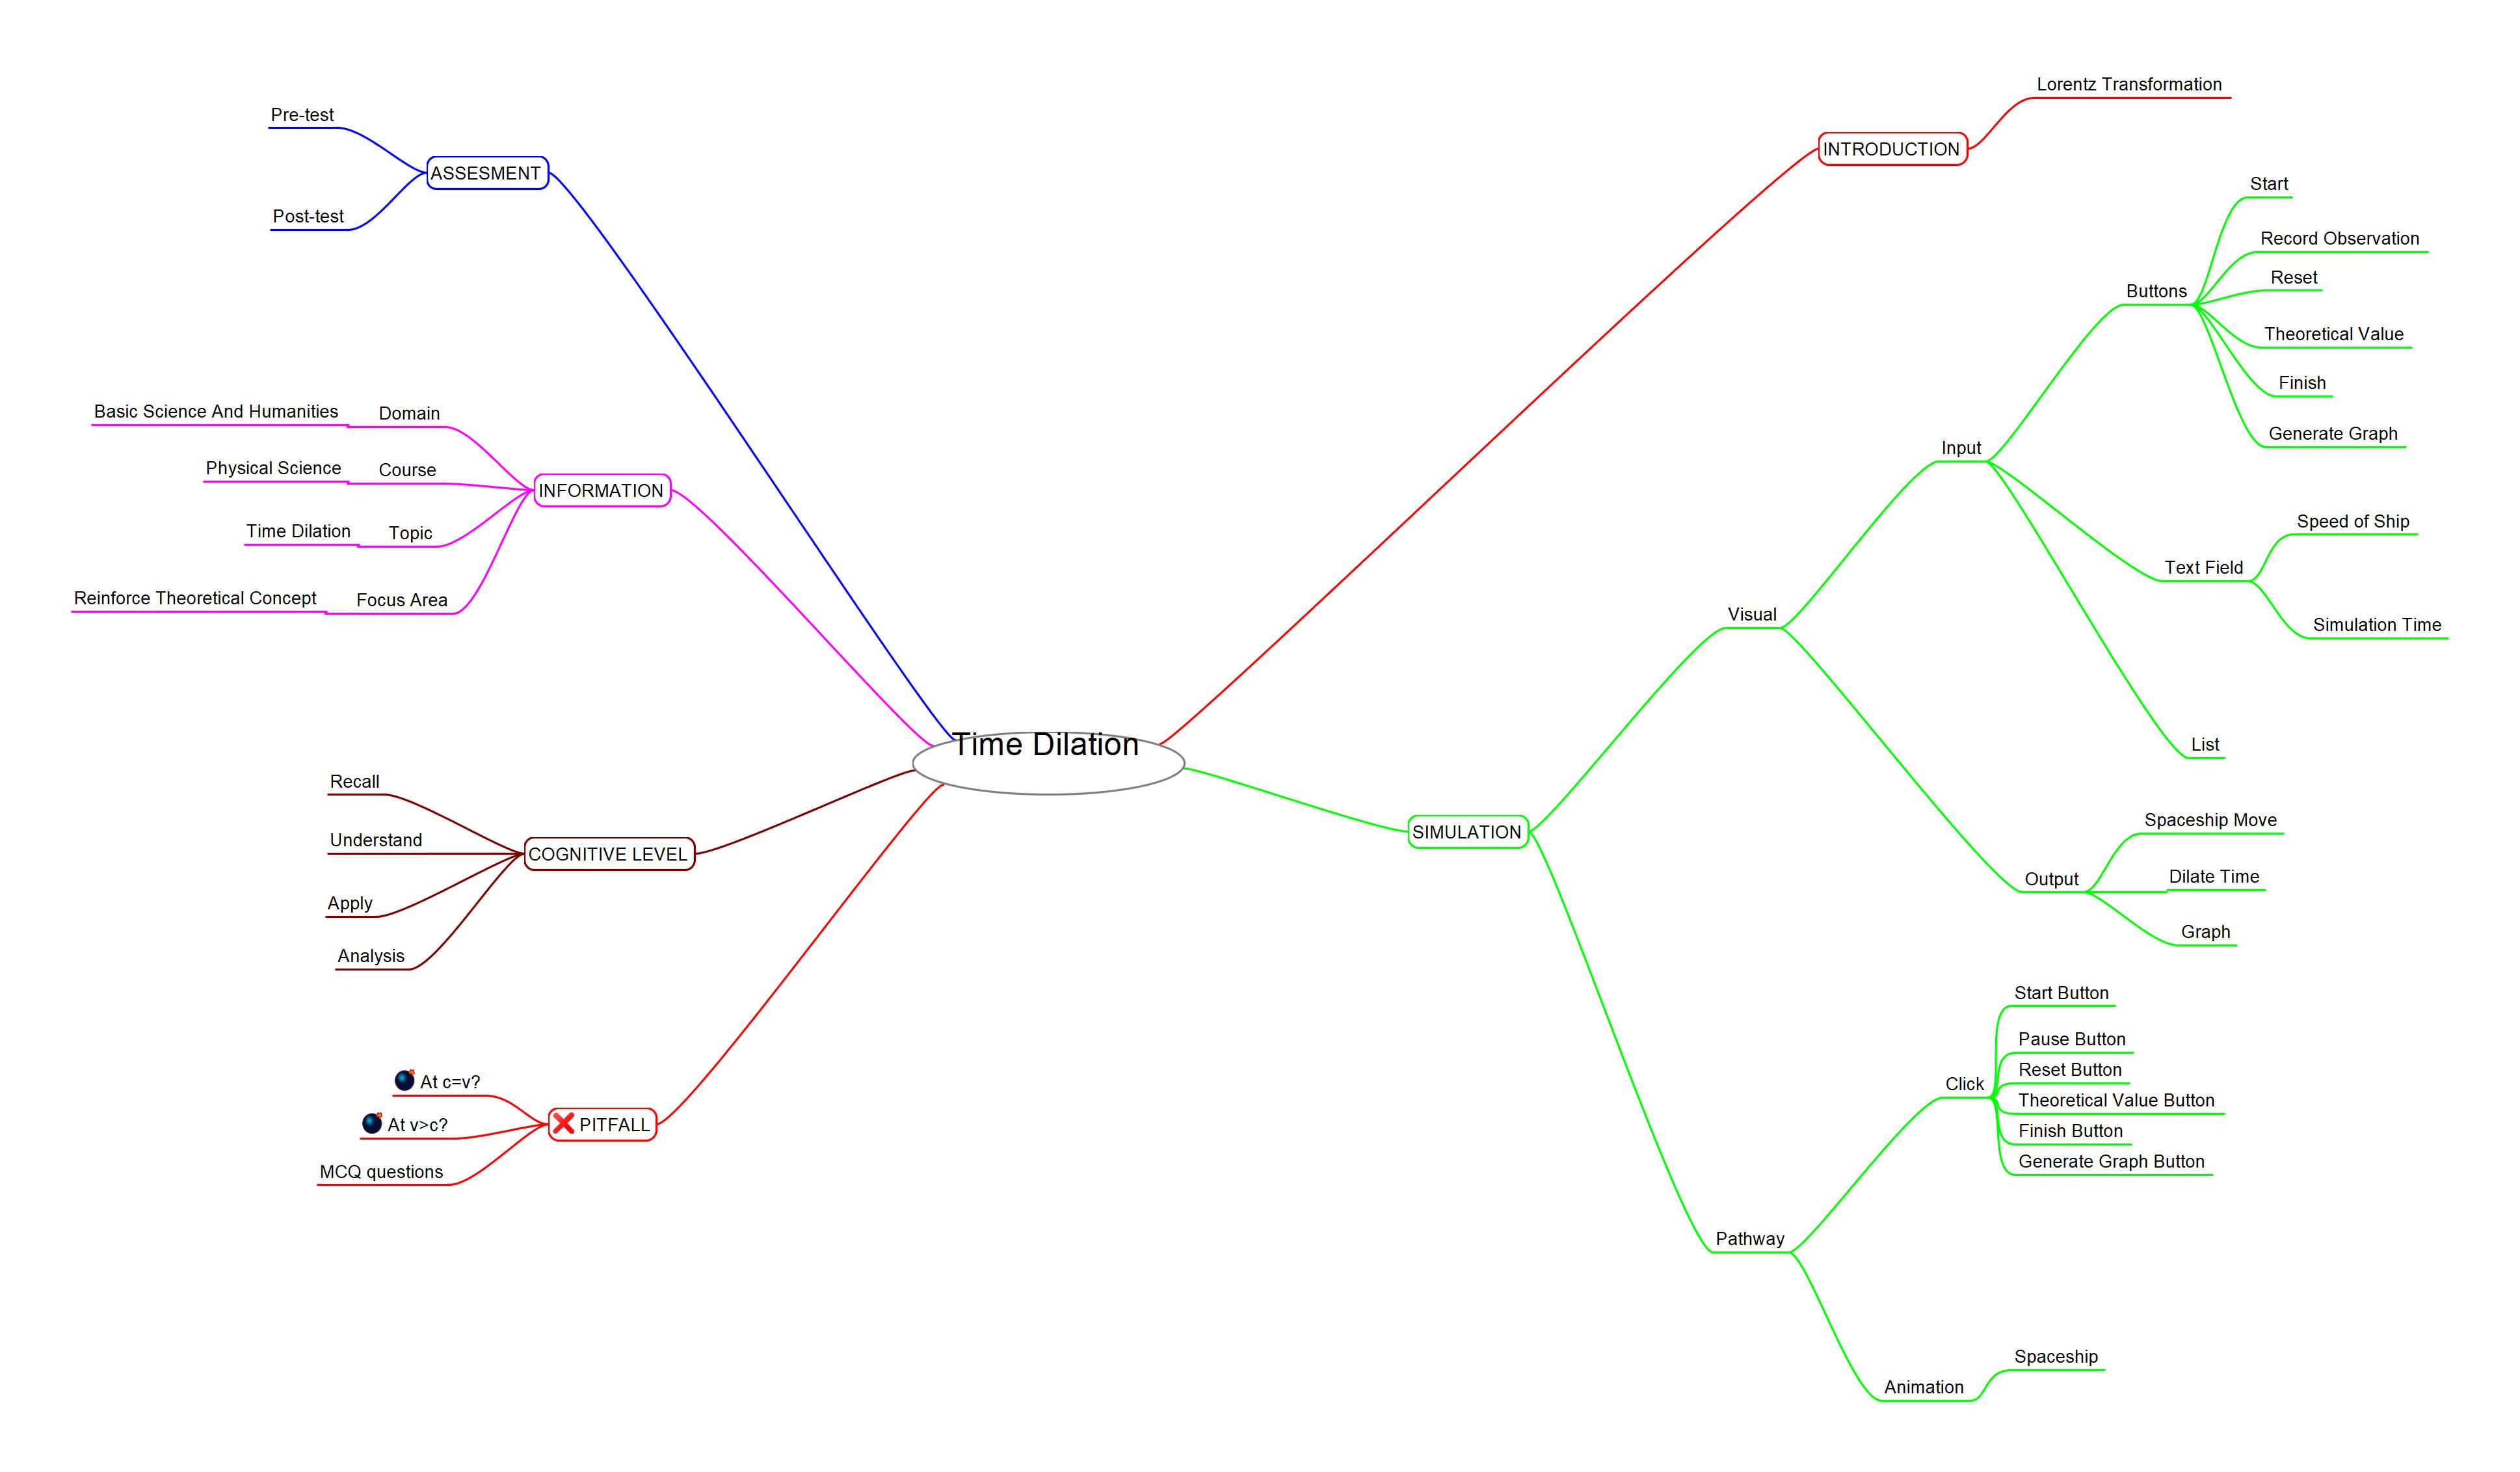 Time Dilation
INTRODUCTION
Lorentz Transformation
SIMULATION
Visual
Input
Buttons
Start
Record Observation
Reset
Theoretical Value
Finish
Generate Graph
Text Field
Speed of Ship
Simulation Time
List
Output
Spaceship Move
Dilate Time
Graph
Pathway
Click
Start Button
Pause Button
Reset Button
Theoretical Value Button
Finish Button
Generate Graph Button
Animation
Spaceship
ASSESMENT
Pre-test
Post-test
INFORMATION
Domain
Basic Science And Humanities
Course
Physical Science
Topic
Time Dilation
Focus Area
Reinforce Theoretical Concept
COGNITIVE LEVEL
Recall
Understand
Apply
Analysis
PITFALL
At c=v?
At v>c?
MCQ questions